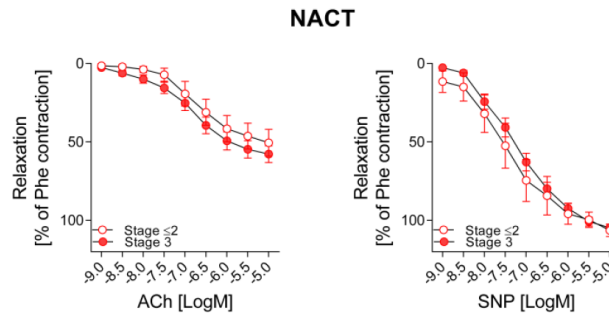 NACT
Relaxation
[% of Phe contraction]
0
50
100
Stage ≤2
Stage 3
-9.0
-8.5
-8.0
-7.5
-7.0
-6.5
-6.0
-5.5
-5.0
ACh [LogM]
Relaxation
[% of Phe contraction]
0
50
100
Stage ≤2
Stage 3
-9.0
-8.5
-8.0
-7.5
-7.0
-6.5
-6.0
-5.5
-5.0
SNP [LogM]